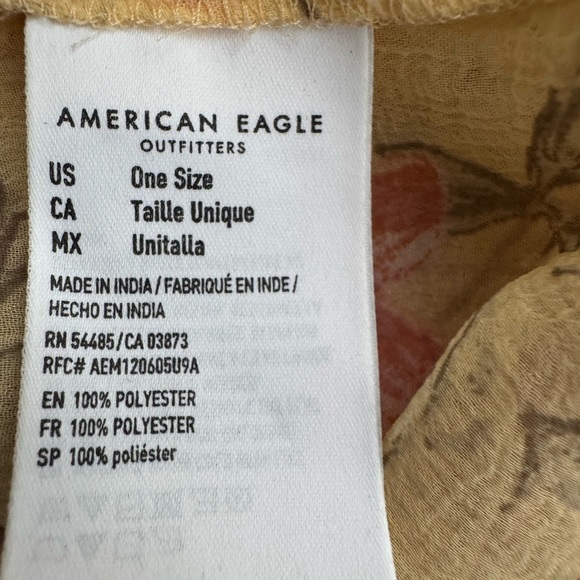 AMERICAN EAGLE
OUTFITTERS
US One Size
CA Taille Unique
MX Unitalla
MADE IN INDIA / FABRIQUÉ EN INDE /
HECHO EN INDIA
RN 54485/CA 03873
RFC# AEM120605U9A
EN 100% POLYESTER
FR 100% POLYESTER
SP 100% poliéster